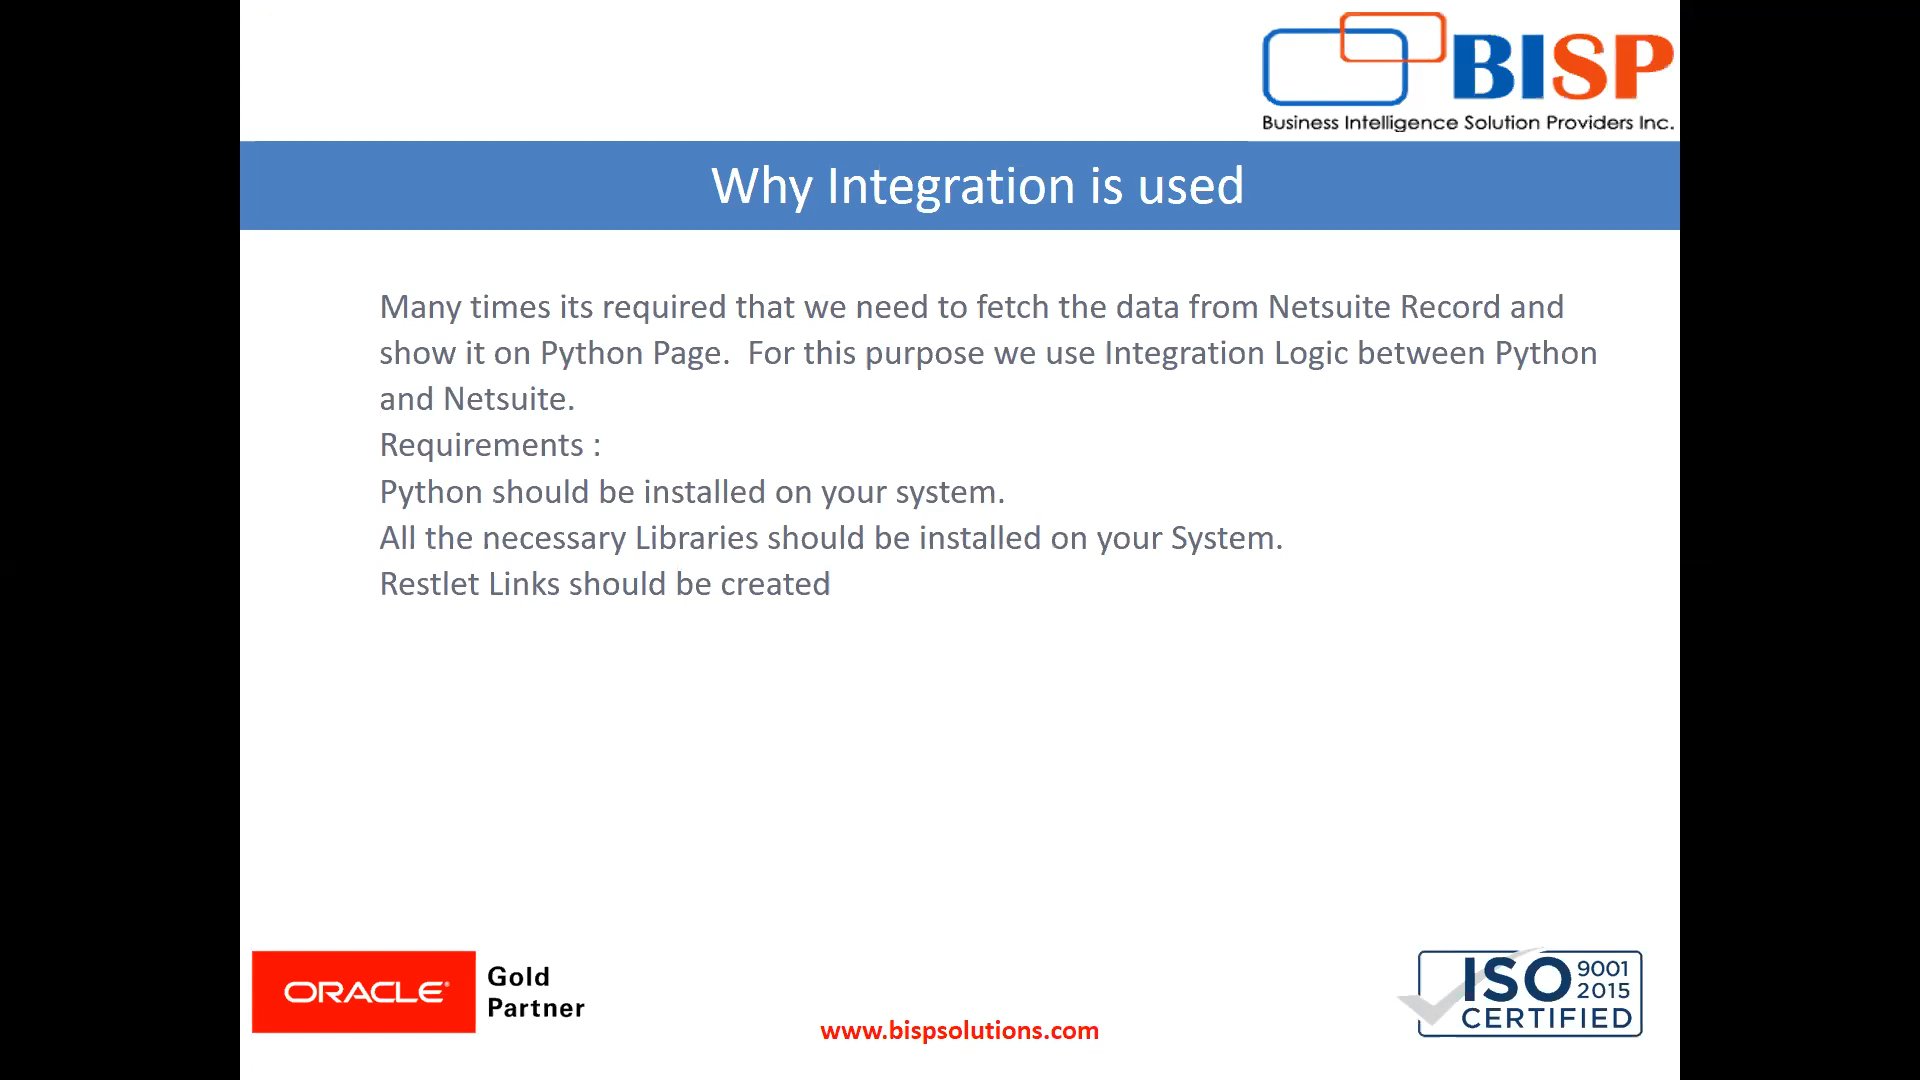 BISP
Business Intelligence Solution Providers Inc.
Why Integration is used
Many times its required that we need to fetch the data from Netsuite Record and
show it on Python Page.  For this purpose we use Integration Logic between Python
and Netsuite.
Requirements :
Python should be installed on your system.
All the necessary Libraries should be installed on your System.
Restlet Links should be created
ORACLE®
Gold
Partner
www.bispsolutions.com
ISO 9001
2015
CERTIFIED